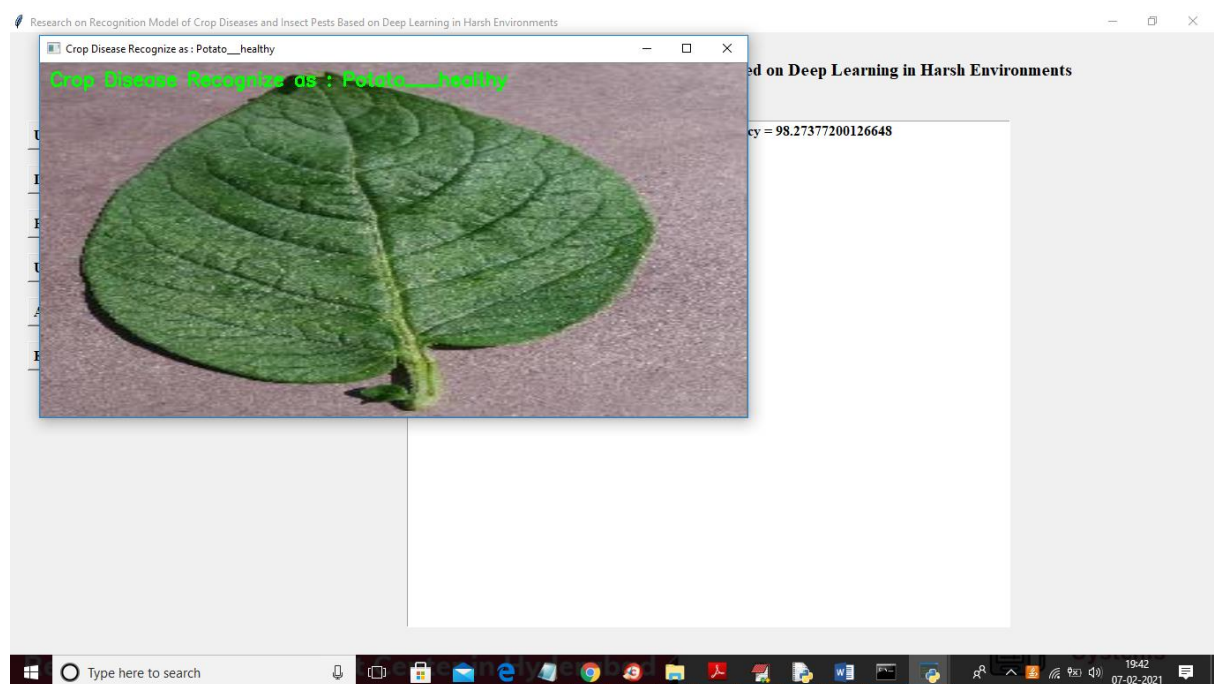 Research on Recognition Model of Crop Diseases and Insect Pests Based on Deep Learning in Harsh Environments
Crop Disease Recognize as : Potato__healthy
Crop Disease Recognize as : Potato___healthy
ed on Deep Learning in Harsh Environments
cy = 98.27377200126648
Type here to search
19:42
07-02-2021